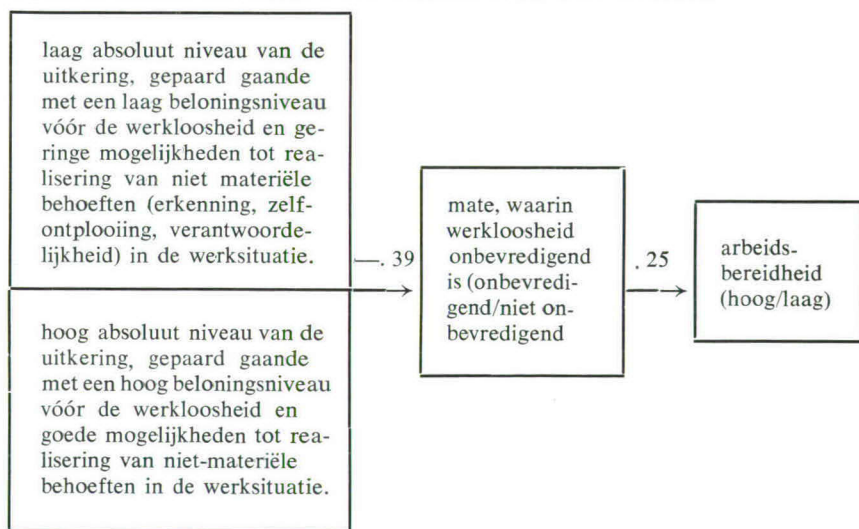 laag absoluut niveau van de
uitkering, gepaard gaande
met een laag beloningsniveau
vóór de werkloosheid en ge-
ringe mogelijkheden tot rea-
lisering van niet materiële
behoeften (erkenning, zelf-
ontplooiing, verantwoorde-
lijkheid) in de werksituatie.
hoog absoluut niveau van de
uitkering, gepaard gaande
met een hoog beloningsniveau
vóór de werkloosheid en
goede mogelijkheden tot rea-
lisering van niet-materiële
behoeften in de werksituatie.
—. 39
mate, waarin
werkloosheid
onbevredigend
is (onbevredi-
gend/niet on-
bevredigend
. 25
arbeids-
bereidheid
(hoog/laag)